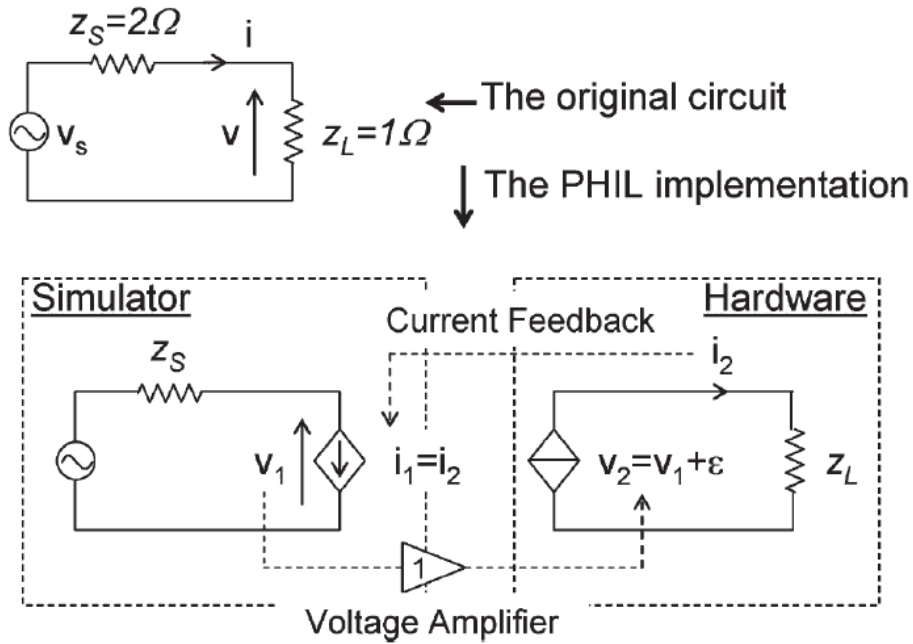 z_S=2Ω
i
v_s
v
z_L=1Ω
The original circuit
The PHIL implementation
Simulator
Hardware
Current Feedback
z_S
i_2
v_1
i_1=i_2
v_2=v_1+ε
z_L
1
Voltage Amplifier